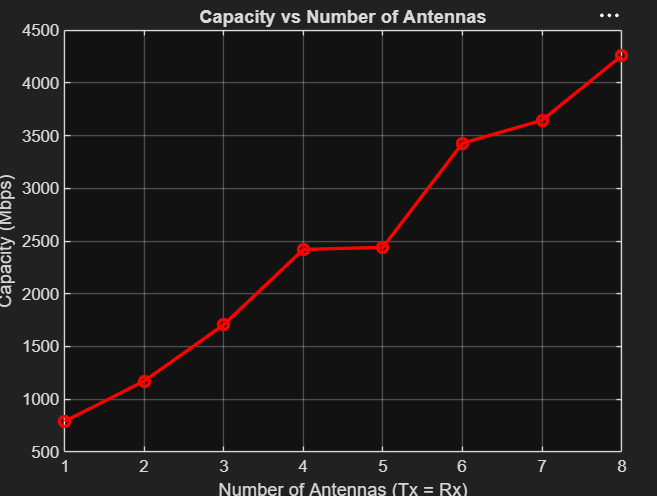 Capacity vs Number of Antennas
4500
4000
3500
3000
2500
2000
1500
1000
500
Capacity (Mbps)
1 2 3 4 5 6 7 8
Number of Antennas (Tx = Rx)